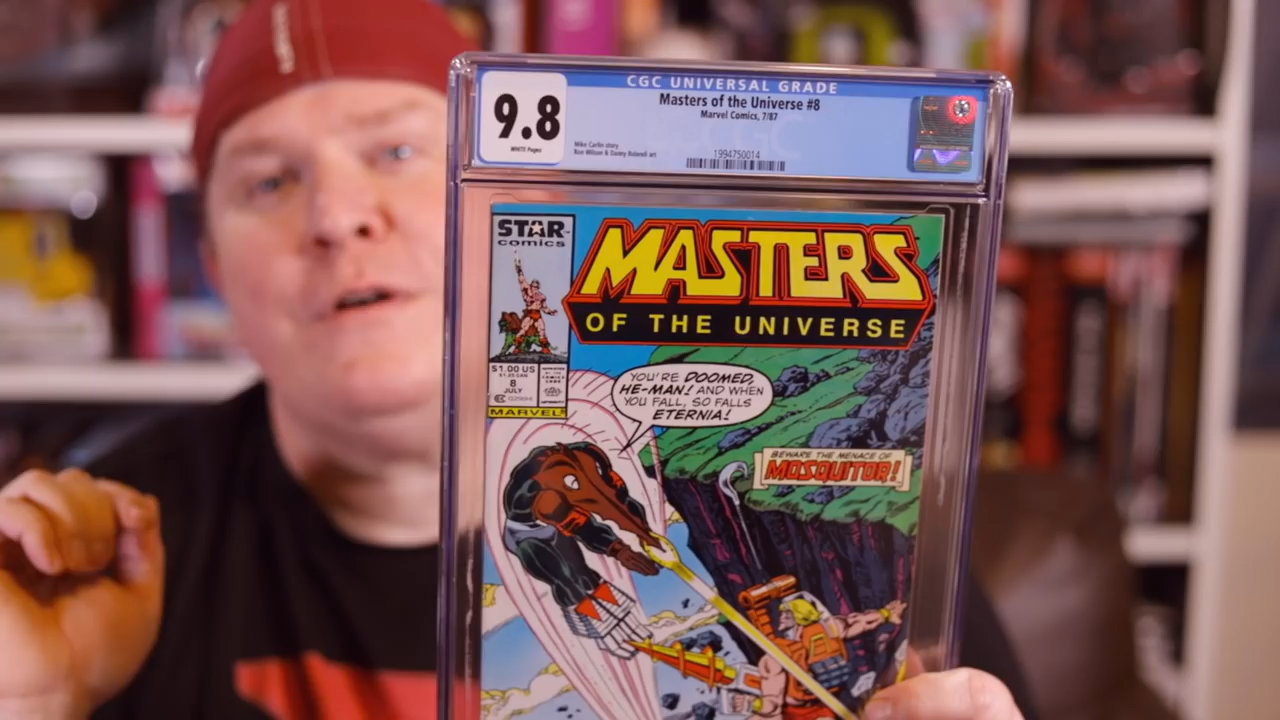 CGC UNIVERSAL GRADE
9.8
WHITE Pages
Masters of the Universe #8
Marvel Comics, 7/87
Mike Carlin story
Ron Wilson & Danny Bulanadi art
1994750014
STAR
comics
MASTERS
OF THE UNIVERSE
$1.00 US
8
JULY
MARVEL
YOU'RE DOOMED,
HE-MAN! AND WHEN
YOU FALL, SO FALLS
ETERNIA!
BEWARE THE MENACE OF
MOSQUITOR!